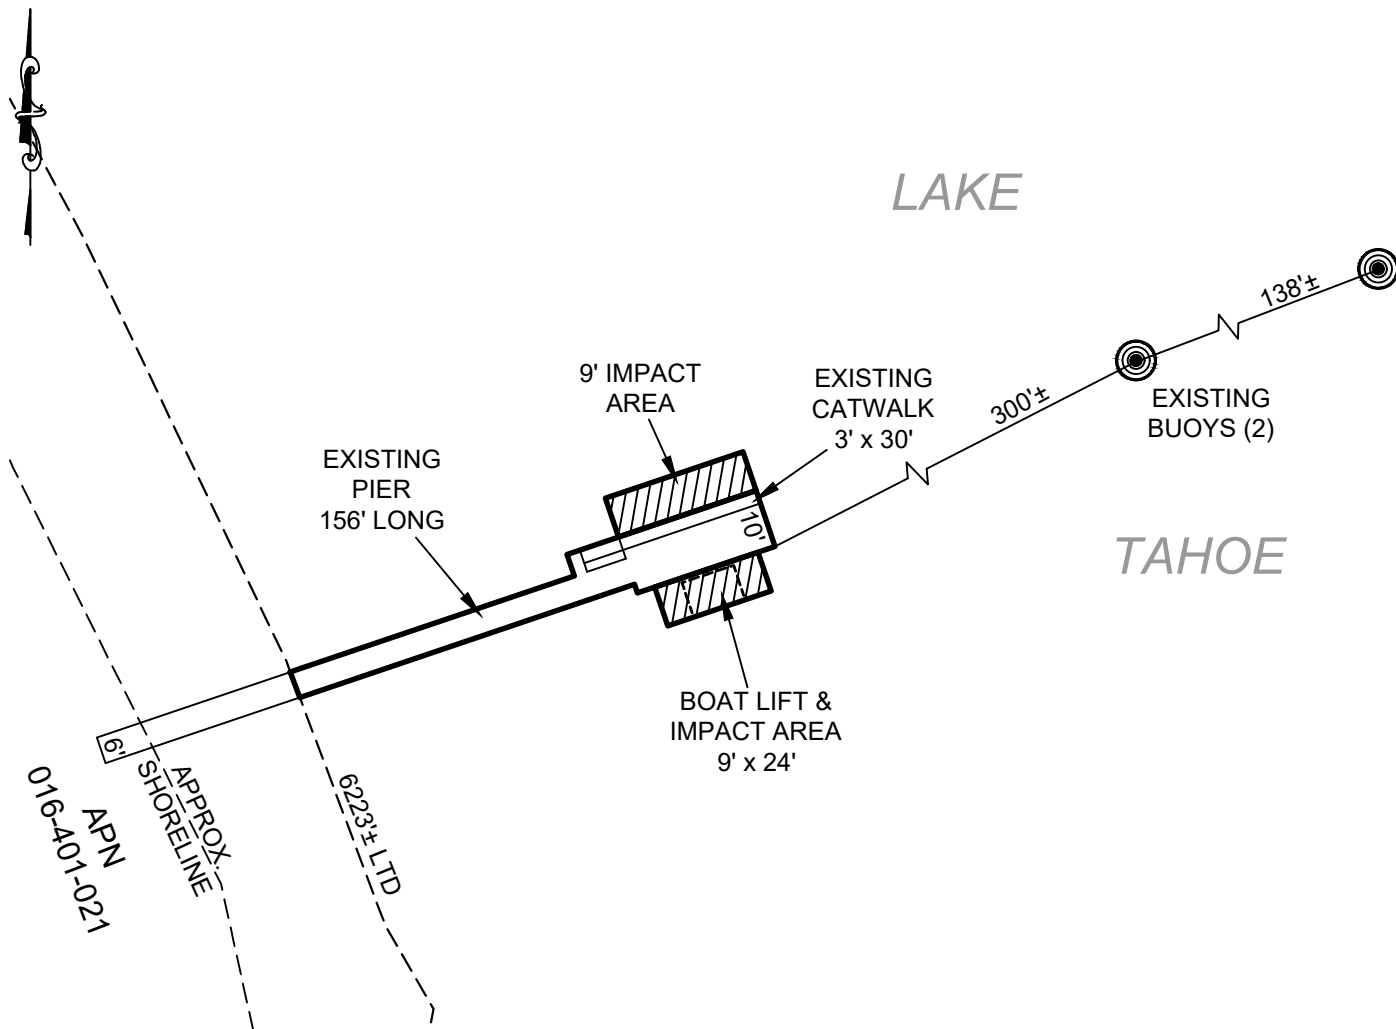 LAKE
138'±
9' IMPACT
AREA
EXISTING
CATWALK
3' x 30'
300'±
EXISTING
BUOYS (2)
EXISTING
PIER
156' LONG
10'
TAHOE
BOAT LIFT &
IMPACT AREA
9' x 24'
6'
APPROX.
SHORELINE
6223'± LTD
APN
016-401-021